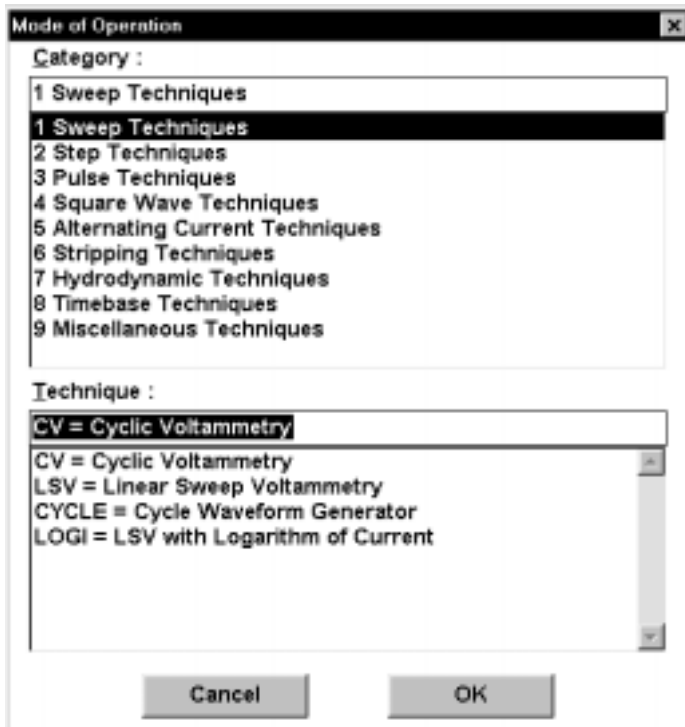 Mode of Operation
Category :
1 Sweep Techniques
1 Sweep Techniques
2 Step Techniques
3 Pulse Techniques
4 Square Wave Techniques
5 Alternating Current Techniques
6 Stripping Techniques
7 Hydrodynamic Techniques
8 Timebase Techniques
9 Miscellaneous Techniques
Technique :
CV = Cyclic Voltammetry
CV = Cyclic Voltammetry
LSV = Linear Sweep Voltammetry
CYCLE = Cycle Waveform Generator
LOGI = LSV with Logarithm of Current
Cancel OK